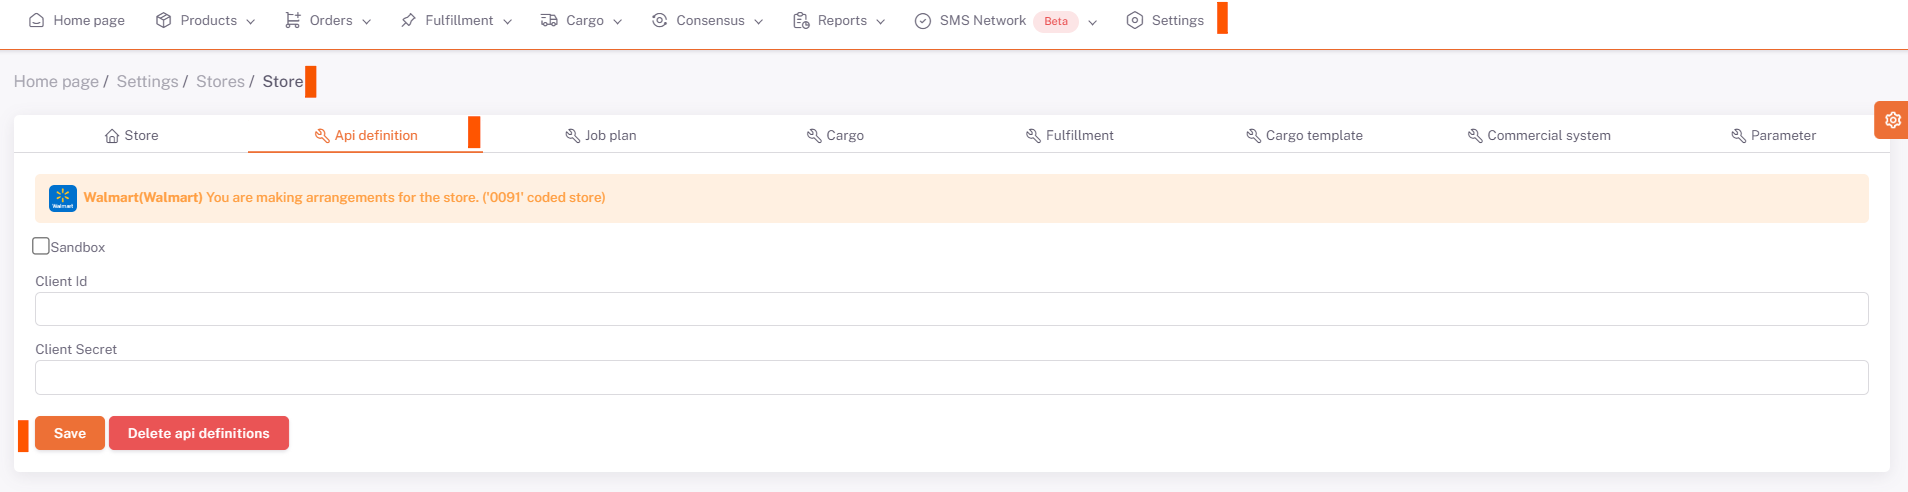 Home page Products Orders Fulfillment Cargo Consensus Reports SMS Network Beta Settings
Home page / Settings / Stores / Store
Store Api definition Job plan Cargo Fulfillment Cargo template Commercial system Parameter
Walmart Walmart(Walmart) You are making arrangements for the store. ('0091' coded store)
Sandbox
Client Id
Client Secret
Save Delete api definitions